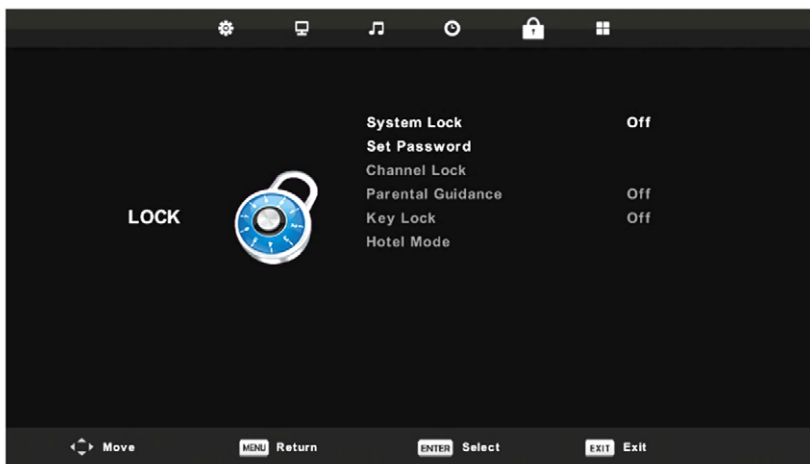 System Lock Off
Set Password
Channel Lock
Parental Guidance Off
LOCK
Key Lock Off
Hotel Mode
Move MENU Return ENTER Select EXIT Exit